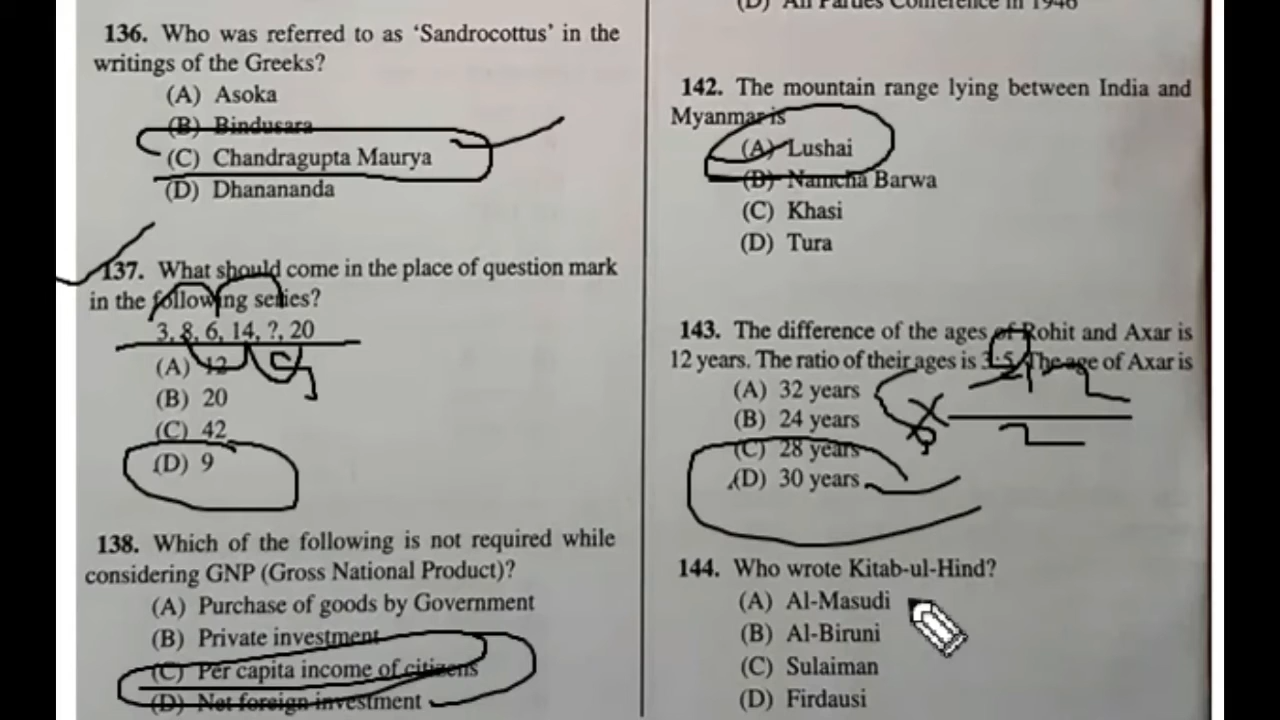 136. Who was referred to as ‘Sandrocottus’ in the
writings of the Greeks?
(A) Asoka
(B) Bindusara
(C) Chandragupta Maurya
(D) Dhanananda
137. What should come in the place of question mark
in the following series?
3, 8, 6, 14, ?, 20
(A) 12
(B) 20
(C) 42
(D) 9
138. Which of the following is not required while
considering GNP (Gross National Product)?
(A) Purchase of goods by Government
(B) Private investment
(C) Per capita income of citizens
(D) Net foreign investment
(D) All Parties Conference in 1946
142. The mountain range lying between India and
Myanmar is
(A) Lushai
(B) Namcha Barwa
(C) Khasi
(D) Tura
143. The difference of the ages of Rohit and Axar is
12 years. The ratio of their ages is 3:5. The age of Axar is
(A) 32 years
(B) 24 years
(C) 28 years
(D) 30 years
144. Who wrote Kitab-ul-Hind?
(A) Al-Masudi
(B) Al-Biruni
(C) Sulaiman
(D) Firdausi